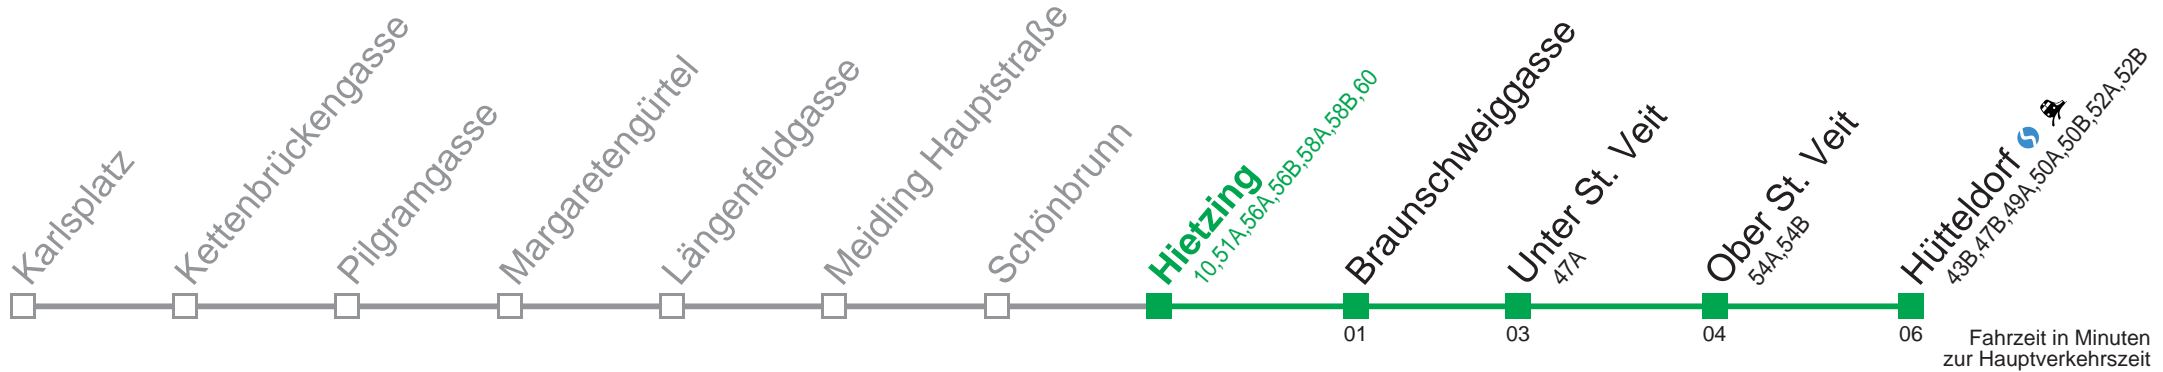 Karlsplatz
Kettenbrückengasse
Pilgramgasse
Margaretengürtel
Längenfeldgasse
Meidling Hauptstraße
Schönbrunn
Hietzing
10,51A,56A,56B,58A,58B,60
Braunschweiggasse
Unter St. Veit
47A
Ober St. Veit
54A,54B
Hütteldorf
43B,47B,49A,50A,50B,52A,52B
01
03
04
06
Fahrzeit in Minuten
zur Hauptverkehrszeit